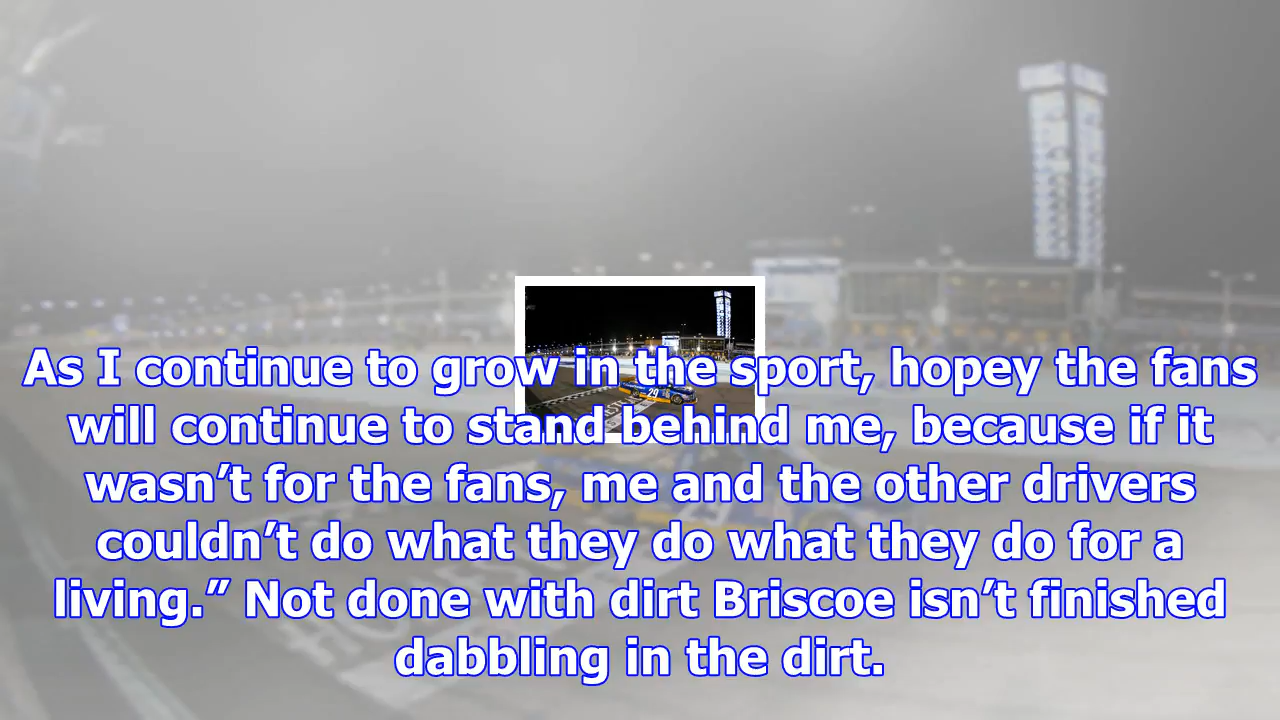 As I continue to grow in the sport, hopey the fans
will continue to stand behind me, because if it
wasn’t for the fans, me and the other drivers
couldn’t do what they do what they do for a
living.” Not done with dirt Briscoe isn’t finished
dabbling in the dirt.
29